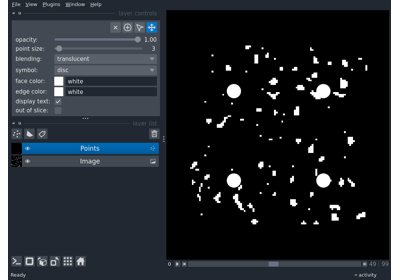 File View Plugins Window Help
layer controls
opacity: 1.00
point size: 3
blending: translucent
symbol: disc
face color: white
edge color: white
display text:
out of slice:
layer list
Points
Image
49 99
Ready
activity